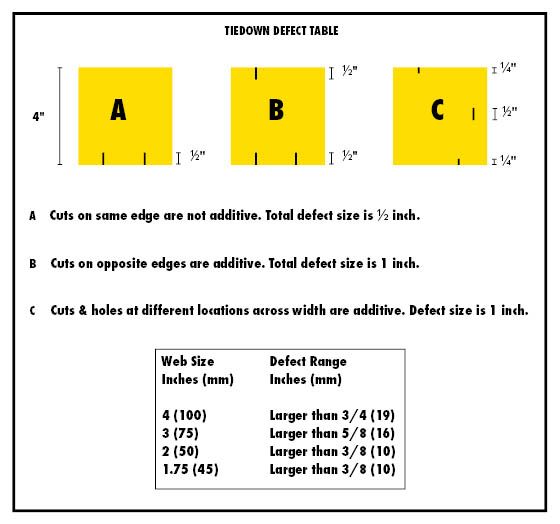 TIEDOWN DEFECT TABLE
4"
A
½"
B
½"
½"
C
¼"
½"
¼"
A Cuts on same edge are not additive. Total defect size is ½ inch.
B Cuts on opposite edges are additive. Total defect size is 1 inch.
C Cuts & holes at different locations across width are additive. Defect size is 1 inch.
Web Size Defect Range
Inches (mm) Inches (mm)
4 (100) Larger than 3/4 (19)
3 (75) Larger than 5/8 (16)
2 (50) Larger than 3/8 (10)
1.75 (45) Larger than 3/8 (10)